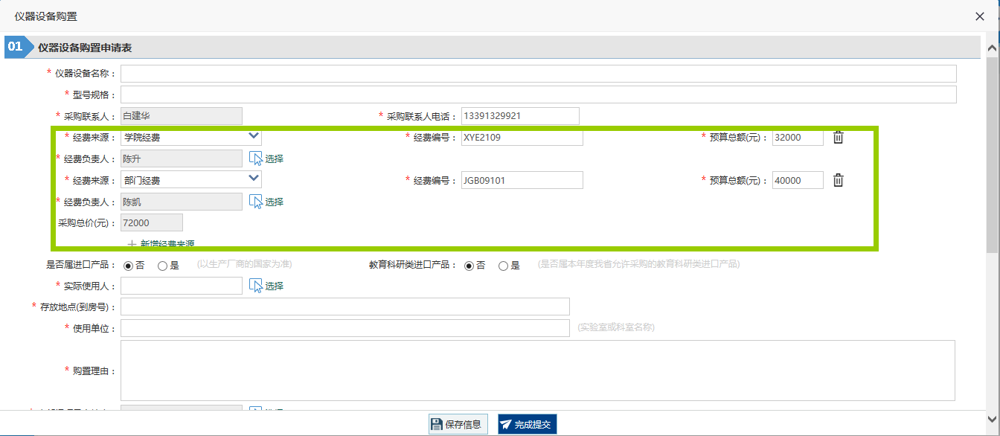 仪器设备购置
01 仪器设备购置申请表
* 仪器设备名称：
* 型号规格：
* 采购联系人： 白建华 * 采购联系人电话： 13391329921
* 经费来源： 学院经费 * 经费编号： XYE2109 * 预算总额(元)： 32000
* 经费负责人： 陈升 选择
* 经费来源： 部门经费 * 经费编号： JGB09101 * 预算总额(元)： 40000
* 经费负责人： 陈凯 选择
采购总价(元)： 72000
新增经费来源
是否属进口产品： 否 是 (以生产厂商的国家为准) 教育科研类进口产品： 否 是 (是否属本年度我省允许采购的教育科研类进口产品)
* 实际使用人： 选择
* 存放地点(到房号)：
* 使用单位： (实验室或科室名称)
* 购置理由：
保存信息 完成提交